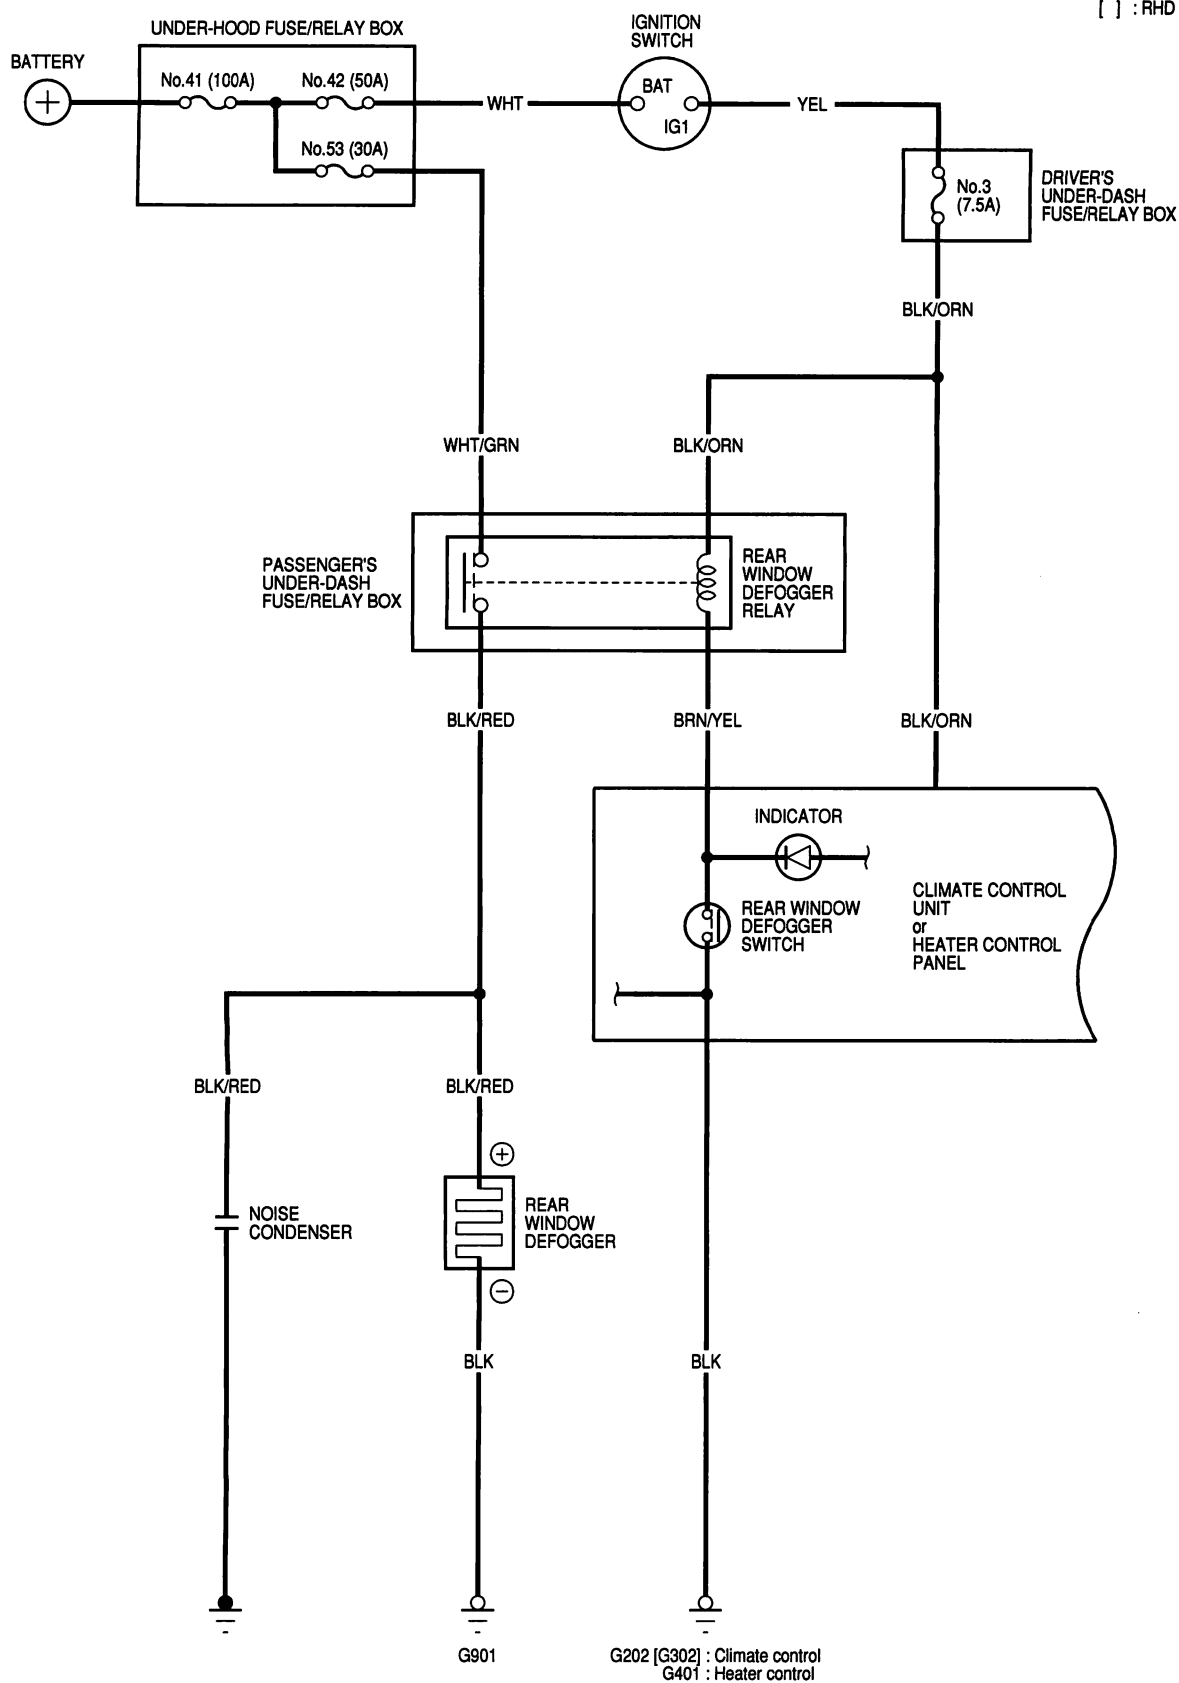 [ ] : RHD
UNDER-HOOD FUSE/RELAY BOX
IGNITION
SWITCH
BATTERY
No.41 (100A)
No.42 (50A)
BAT
WHT
YEL
IG1
No.53 (30A)
No.3
(7.5A)
DRIVER'S
UNDER-DASH
FUSE/RELAY BOX
BLK/ORN
WHT/GRN
BLK/ORN
PASSENGER'S
UNDER-DASH
FUSE/RELAY BOX
REAR
WINDOW
DEFOGGER
RELAY
BLK/RED
BRN/YEL
BLK/ORN
INDICATOR
REAR WINDOW
DEFOGGER
SWITCH
CLIMATE CONTROL
UNIT
or
HEATER CONTROL
PANEL
BLK/RED
BLK/RED
+
NOISE
CONDENSER
REAR
WINDOW
DEFOGGER
−
BLK
BLK
G901
G202 [G302] : Climate control
G401 : Heater control